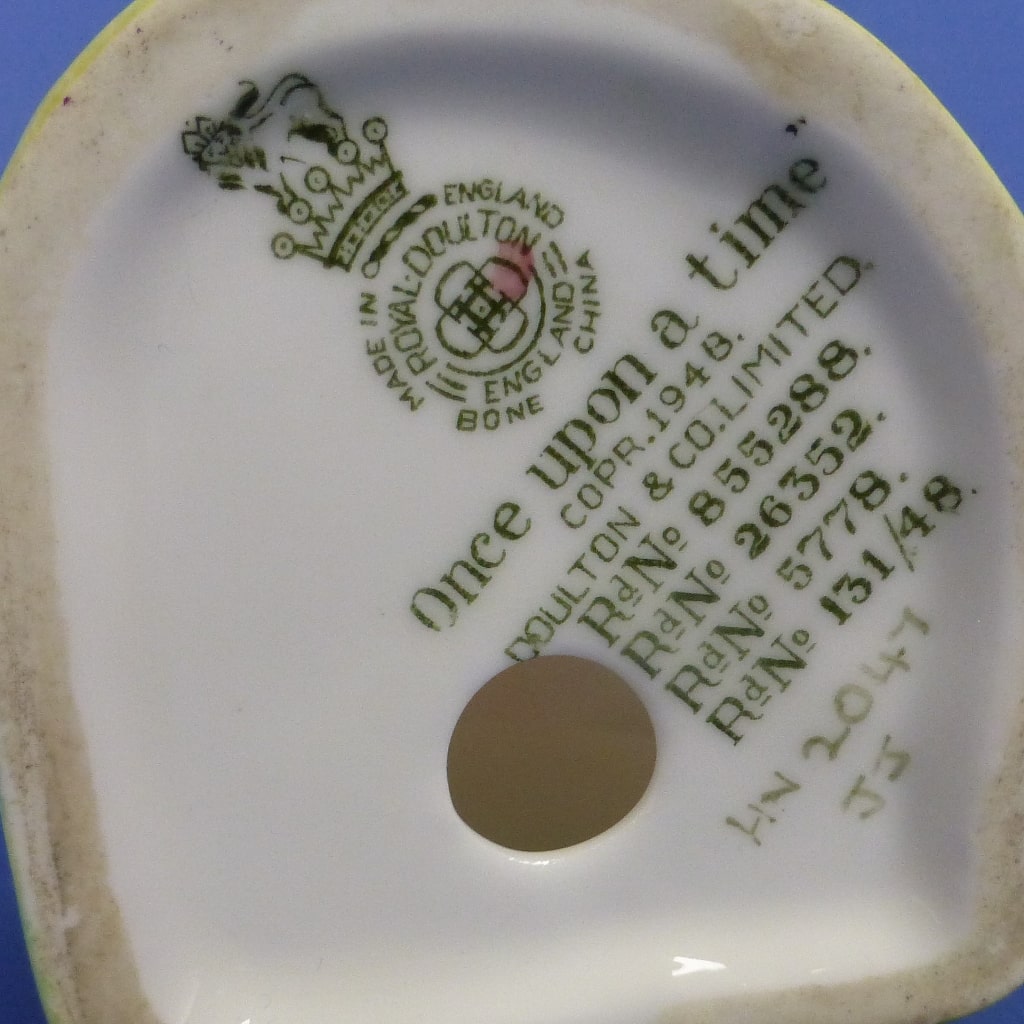 ENGLAND
MADE IN
ROYAL·DOULTON
ENGLAND
BONE CHINA
Once upon a time"
COPR.1948.
DOULTON & CO.LIMITED.
RdNo 855288.
RdNo 26352.
RdNo 5778.
RdNo 131/48.
HN 2047
JJ